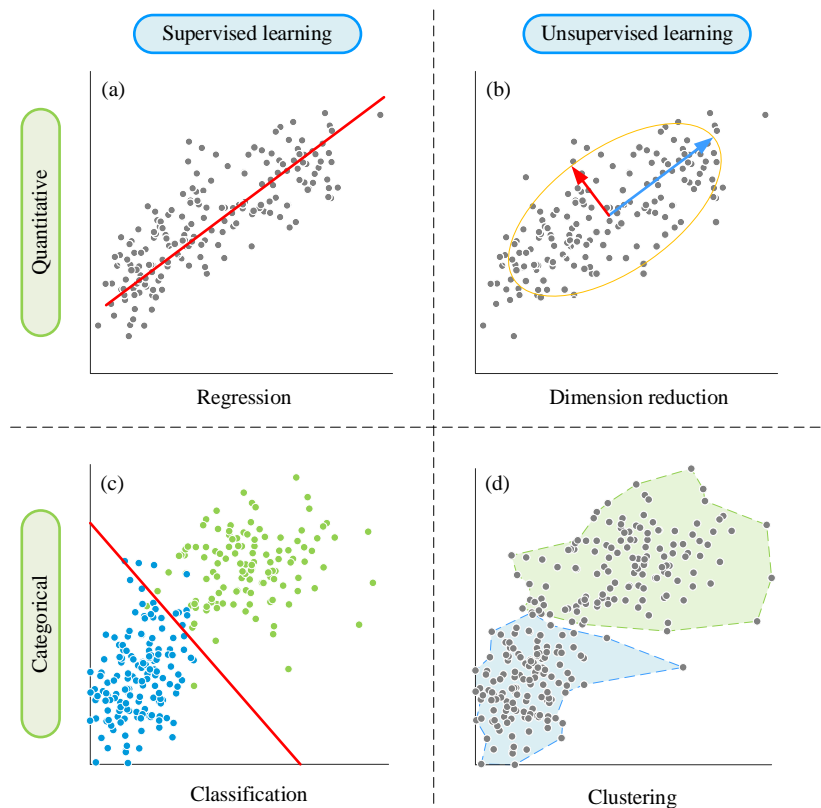 Supervised learning
Unsupervised learning
Quantitative
(a)
(b)
Regression
Dimension reduction
Categorical
(c)
(d)
Classification
Clustering